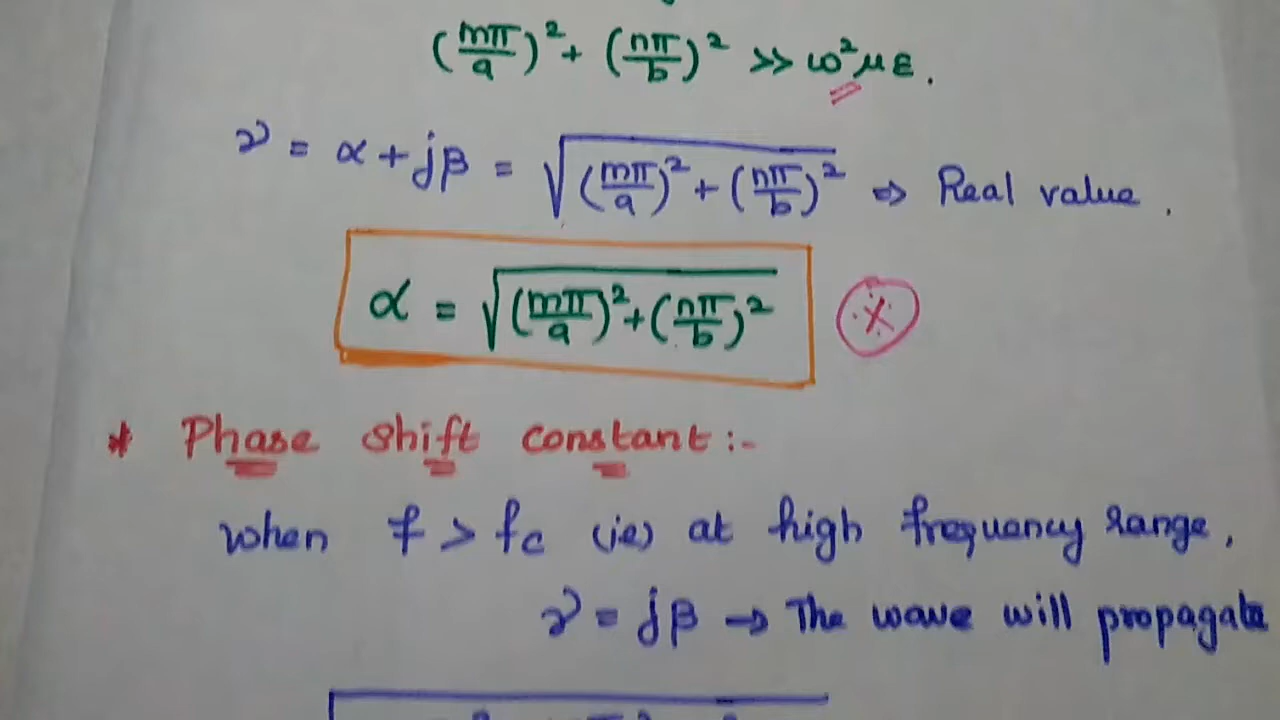 (mπ/a)² + (nπ/b)² >> ω²με.
γ = α + jβ = √((mπ/a)² + (nπ/b)²) ⇒ Real value.
α = √((mπ/a)² + (nπ/b)²)
* Phase shift constant :-
when f > fc (ie) at high frequency range,
γ = jβ → The wave will propagate